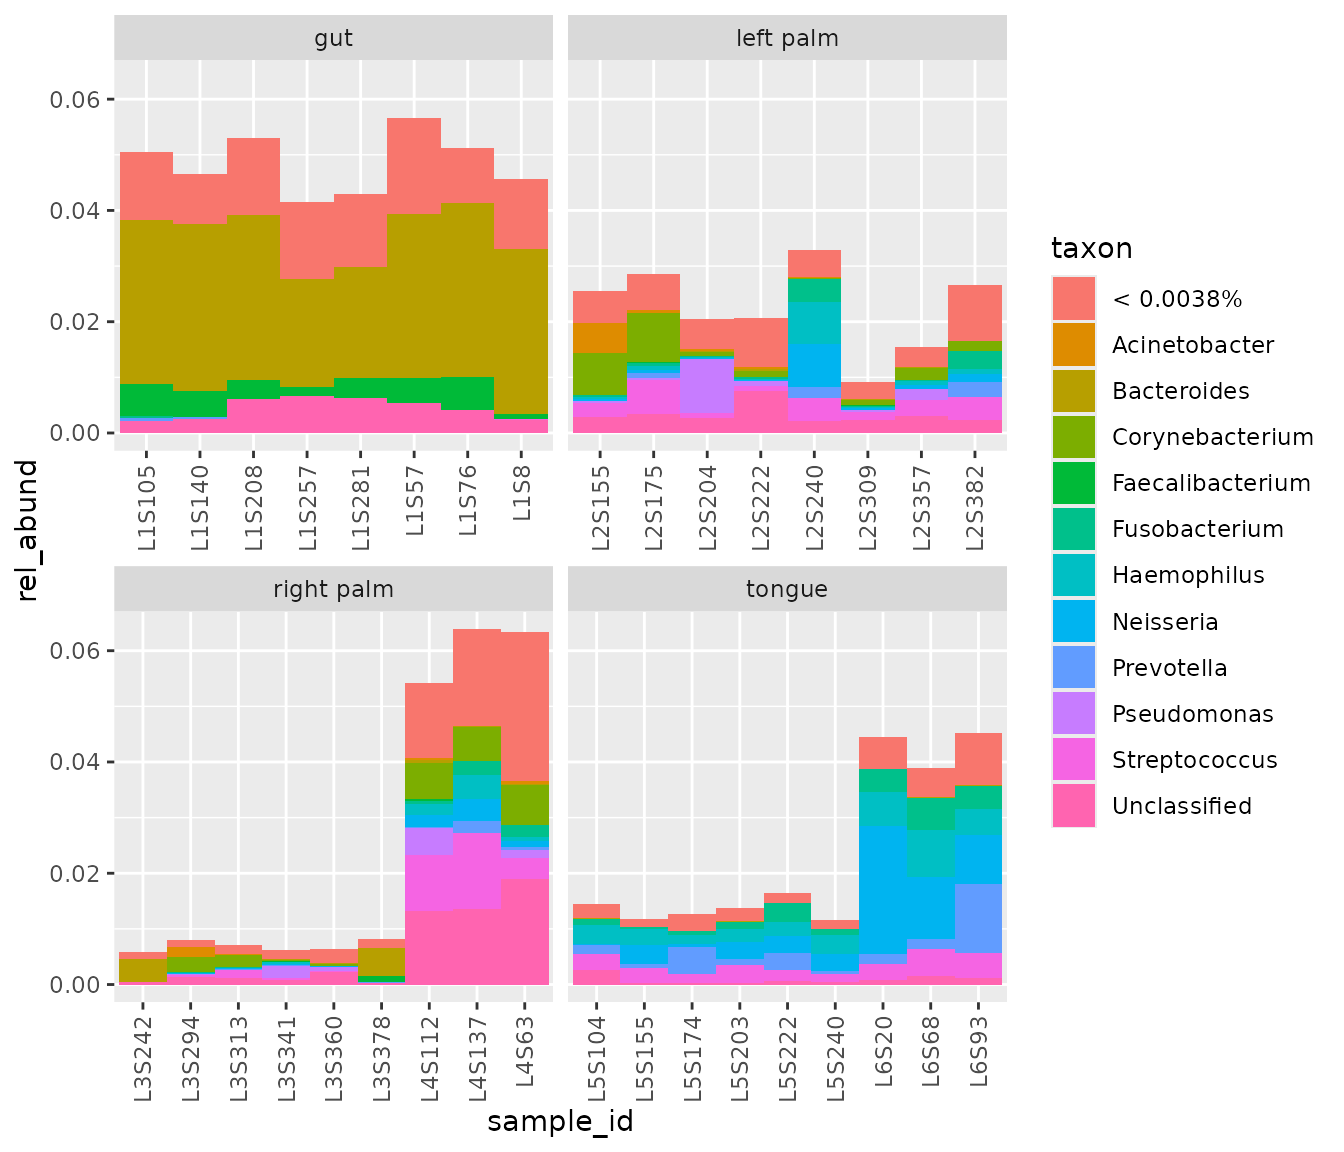 gut
left palm
0.06
0.04
0.02
0.00
L1S105
L1S140
L1S208
L1S257
L1S281
L1S57
L1S76
L1S8
L2S155
L2S175
L2S204
L2S222
L2S240
L2S309
L2S357
L2S382
right palm
tongue
0.06
0.04
0.02
0.00
L3S242
L3S294
L3S313
L3S341
L3S360
L3S378
L4S112
L4S137
L4S63
L5S104
L5S155
L5S174
L5S203
L5S222
L5S240
L6S20
L6S68
L6S93
rel_abund
sample_id
taxon
< 0.0038%
Acinetobacter
Bacteroides
Corynebacterium
Faecalibacterium
Fusobacterium
Haemophilus
Neisseria
Prevotella
Pseudomonas
Streptococcus
Unclassified